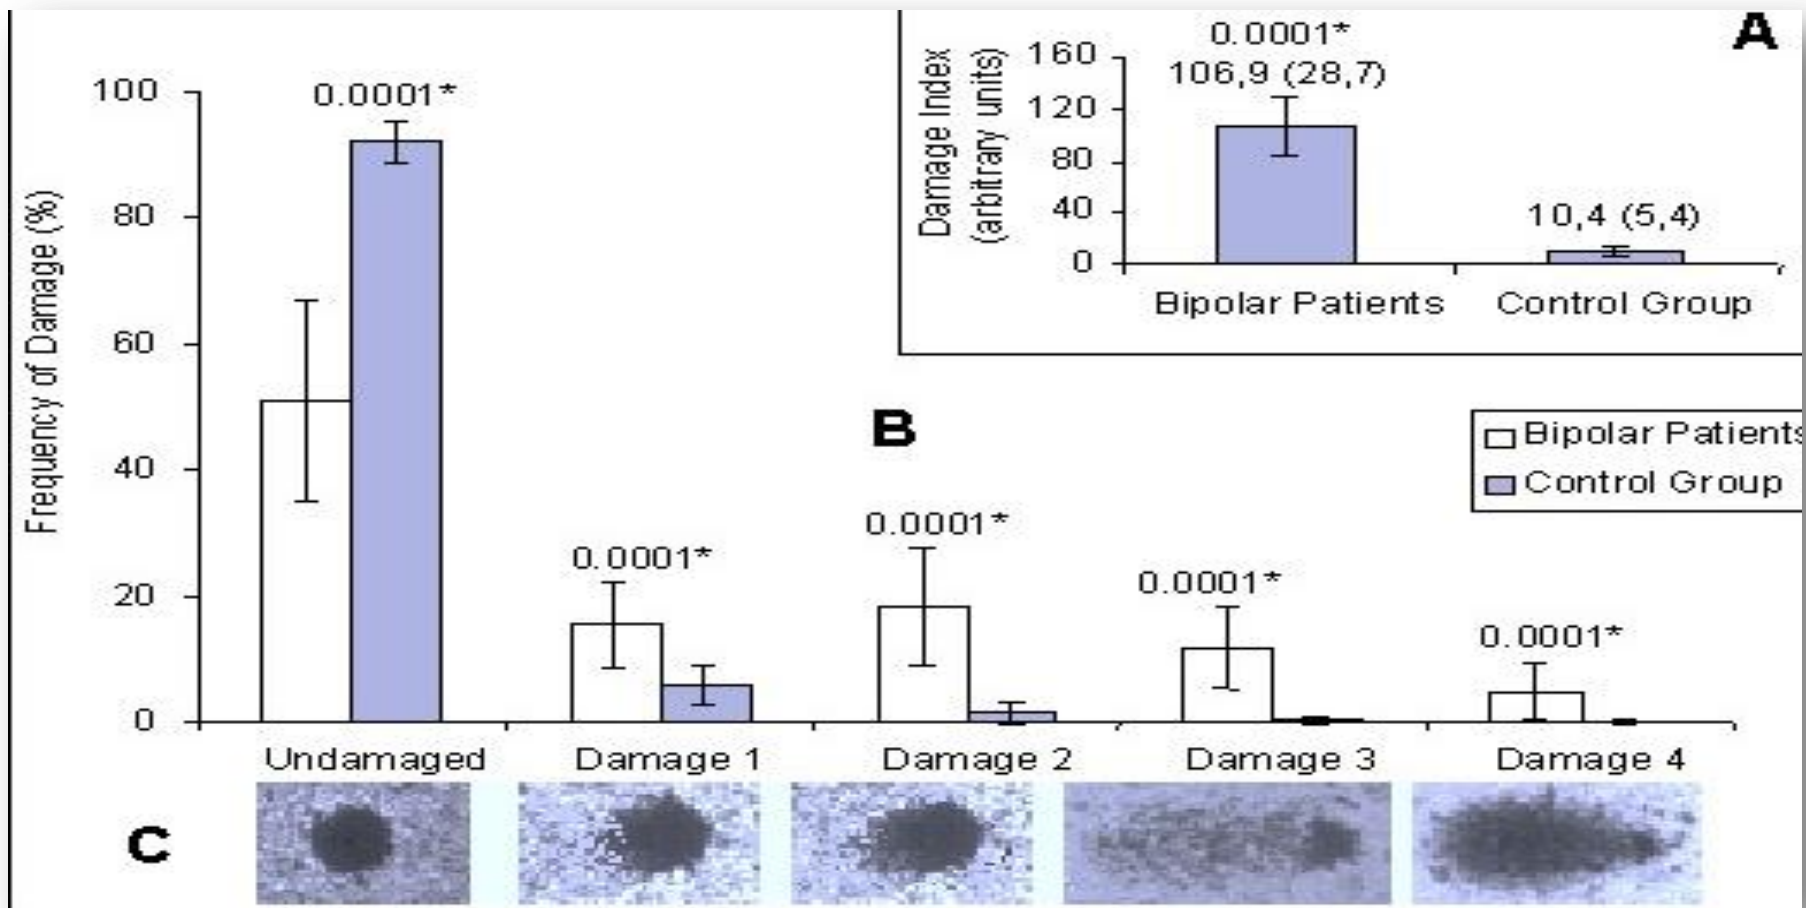 A
0.0001*
106,9 (28,7)
160
120
80
40
0
Damage Index
(arbitrary units)
10,4 (5,4)
Bipolar Patients
Control Group
B
Frequency of Damage (%)
100
80
60
40
20
0
0.0001*
0.0001*
0.0001*
0.0001*
0.0001*
Bipolar Patients
Control Group
Undamaged
Damage 1
Damage 2
Damage 3
Damage 4
C